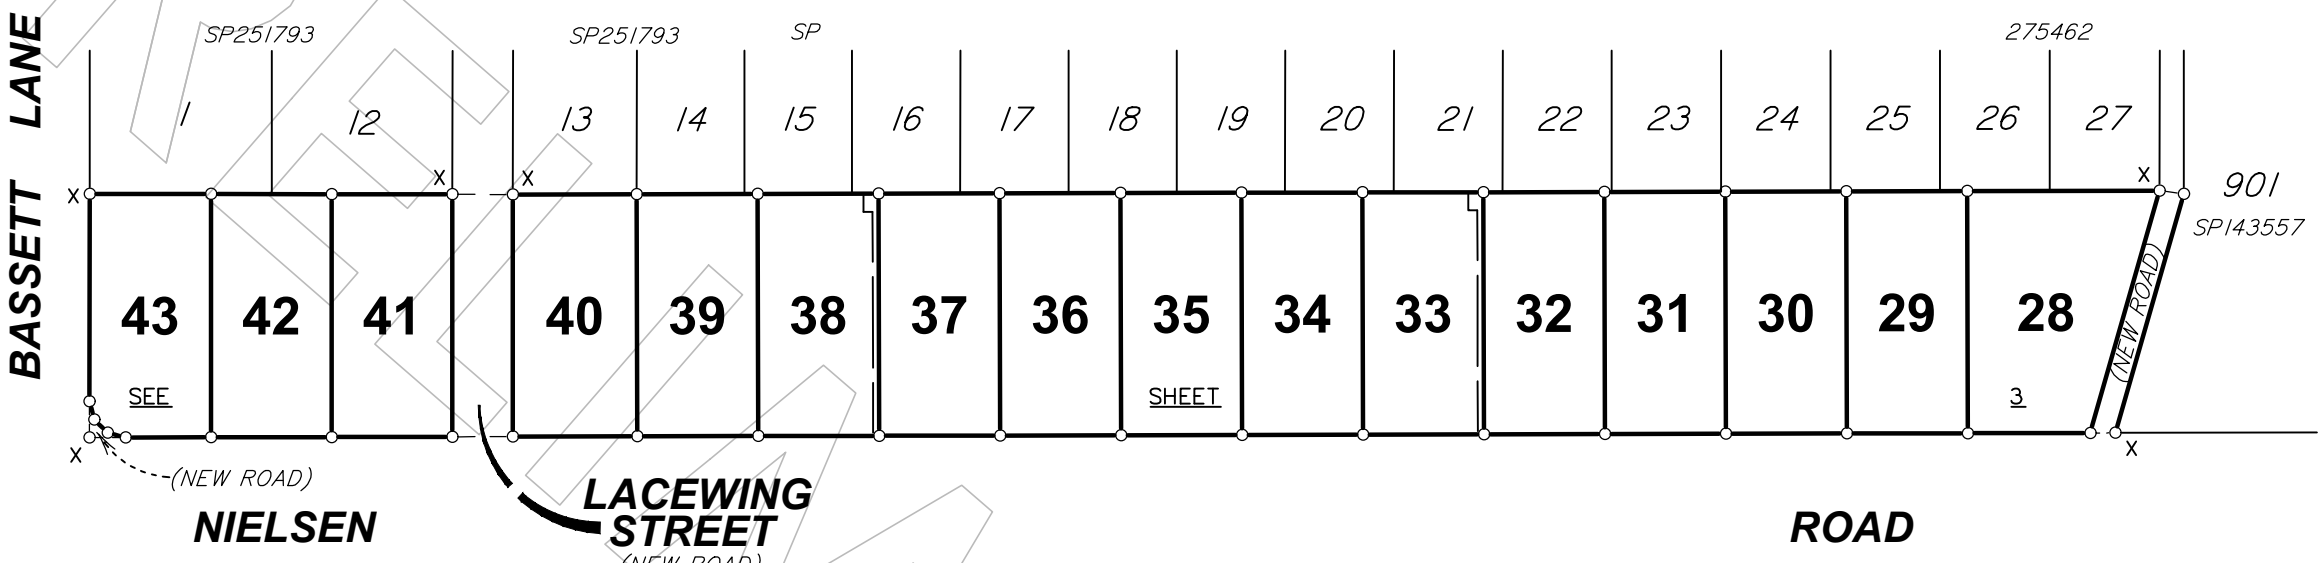 SP251793 SP251793 SP 275462
1 12 13 14 15 16 17 18 19 20 21 22 23 24 25 26 27
BASSETT LANE
X X X X
901
SP143557
43 42 41 40 39 38 37 36 35 34 33 32 31 30 29 28
(NEW ROAD)
SEE SHEET 3
X X
(NEW ROAD)
NIELSEN ROAD
LACEWING
STREET
(NEW ROAD)